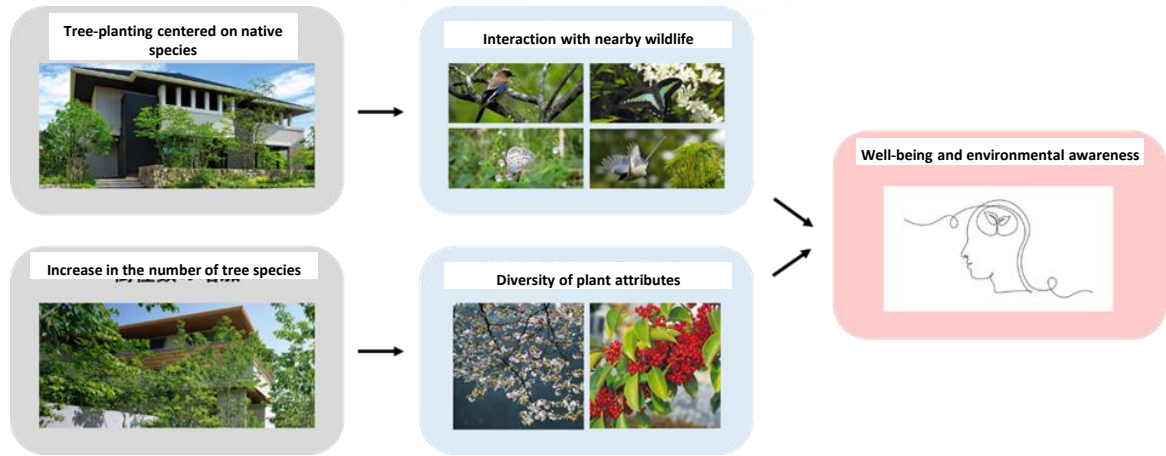 Tree-planting centered on native
species
Interaction with nearby wildlife
Well-being and environmental awareness
Increase in the number of tree species
Diversity of plant attributes